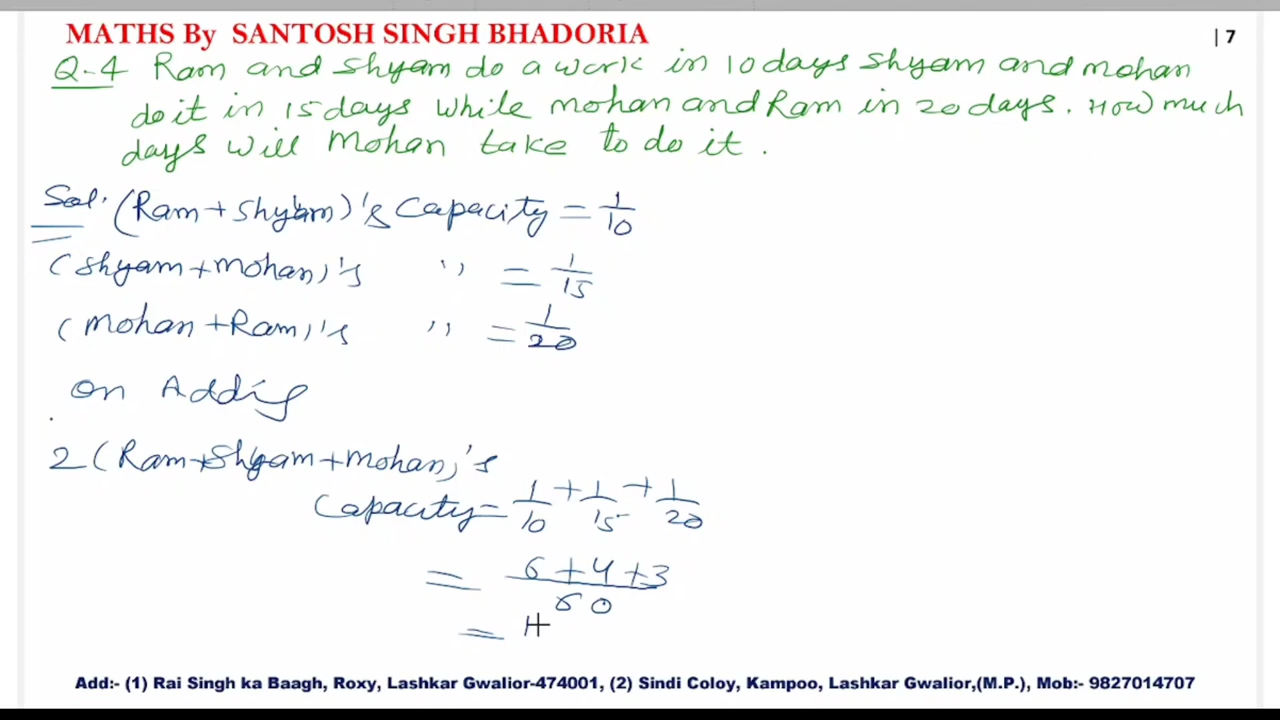 MATHS By SANTOSH SINGH BHADORIA
| 7
Q-4 Ram and Shyam do a work in 10 days Shyam and mohan
do it in 15 days while mohan and Ram in 20 days. How much
days will Mohan take to do it.
Sol. (Ram + Shyam)'s Capacity = 1/10
(Shyam + mohan)'s '' = 1/15
(Mohan + Ram)'s '' = 1/20
on Adding
2 (Ram + Shyam + mohan)'s
Capacity = 1/10 + 1/15 + 1/20
= 6 + 4 + 3 / 60
=
Add:- (1) Rai Singh ka Baagh, Roxy, Lashkar Gwalior-474001, (2) Sindi Coloy, Kampoo, Lashkar Gwalior,(M.P.), Mob:- 9827014707